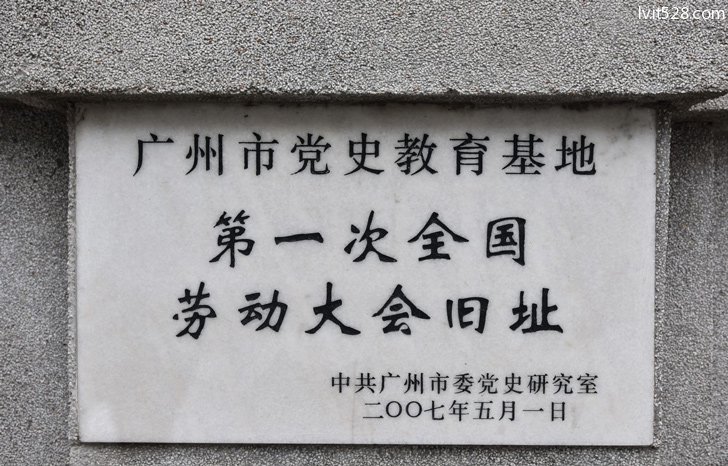 lvit528.com
广州市党史教育基地
第一次全国
劳动大会旧址
中共广州市委党史研究室
二〇〇七年五月一日